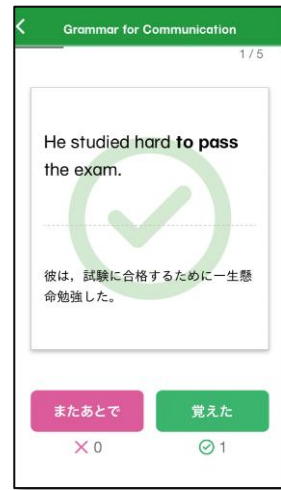 Grammar for Communication
1 / 5
He studied hard to pass
the exam.
彼は，試験に合格するために一生懸
命勉強した。
またあとで
覚えた
0
1